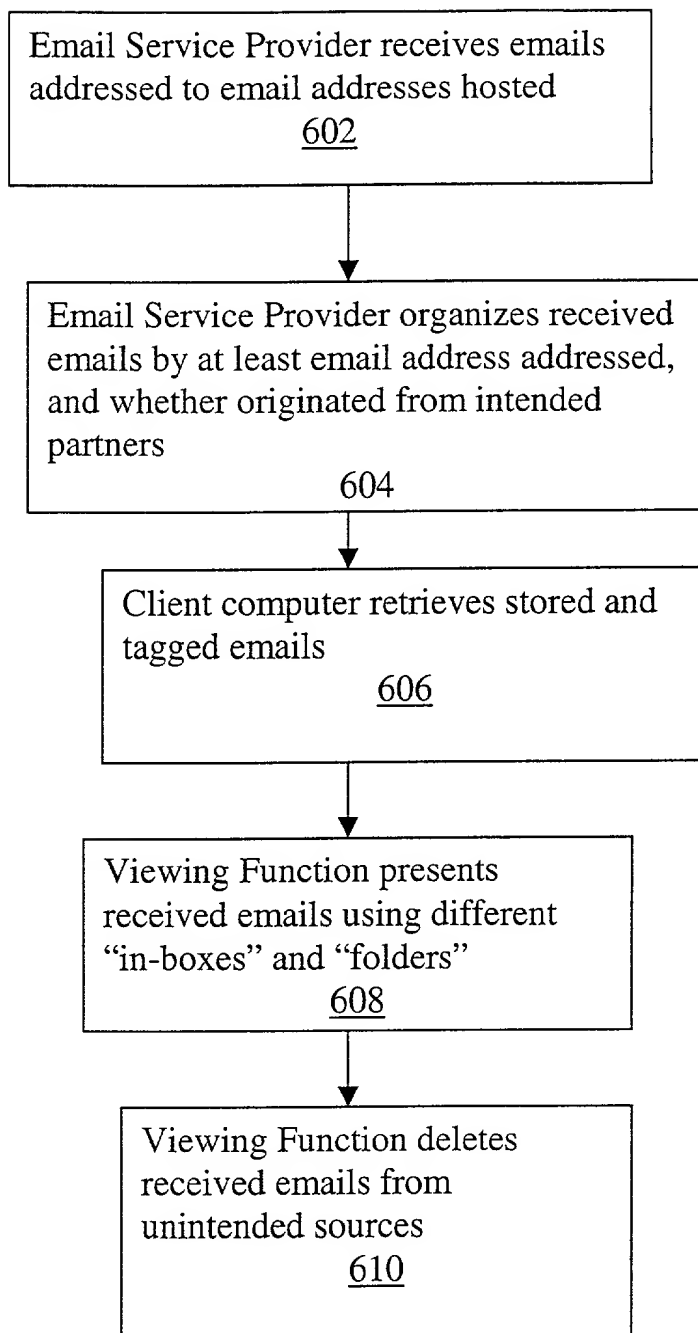 Email Service Provider receives emails
addressed to email addresses hosted
602
Email Service Provider organizes received
emails by at least email address addressed,
and whether originated from intended
partners
604
Client computer retrieves stored and
tagged emails
606
Viewing Function presents
received emails using different
“in-boxes” and “folders”
608
Viewing Function deletes
received emails from
unintended sources
610